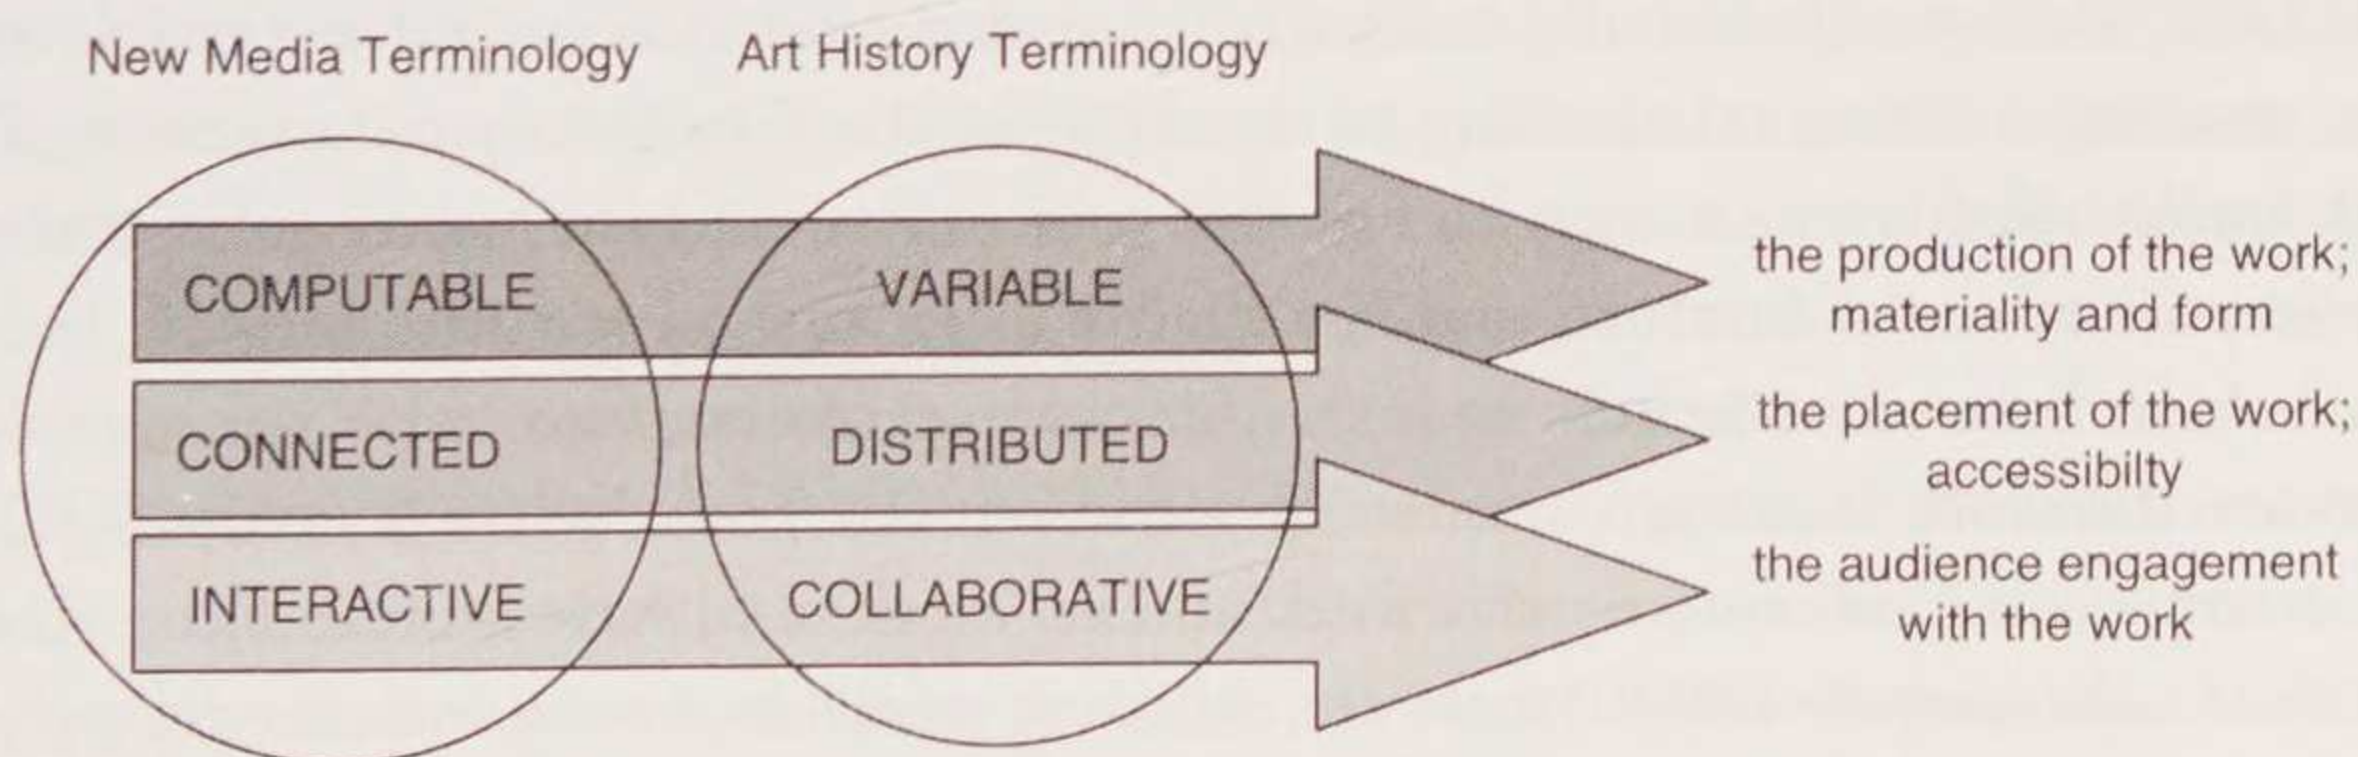 New Media Terminology
Art History Terminology
COMPUTABLE
VARIABLE
the production of the work;
materiality and form
CONNECTED
DISTRIBUTED
the placement of the work;
accessibilty
INTERACTIVE
COLLABORATIVE
the audience engagement
with the work